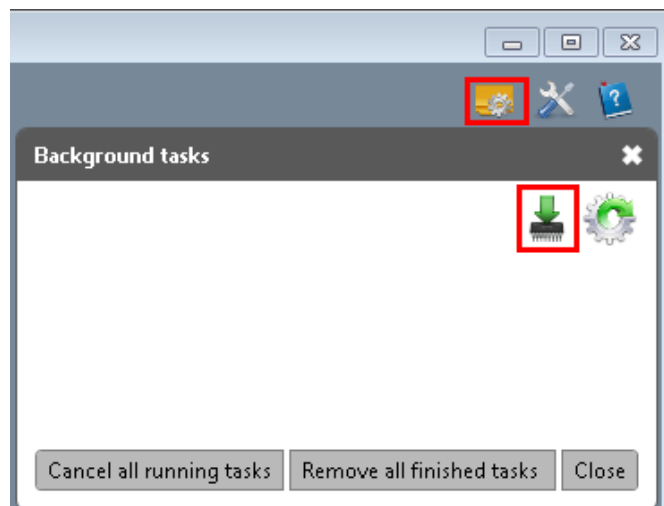 ?
Background tasks
Cancel all running tasks Remove all finished tasks Close